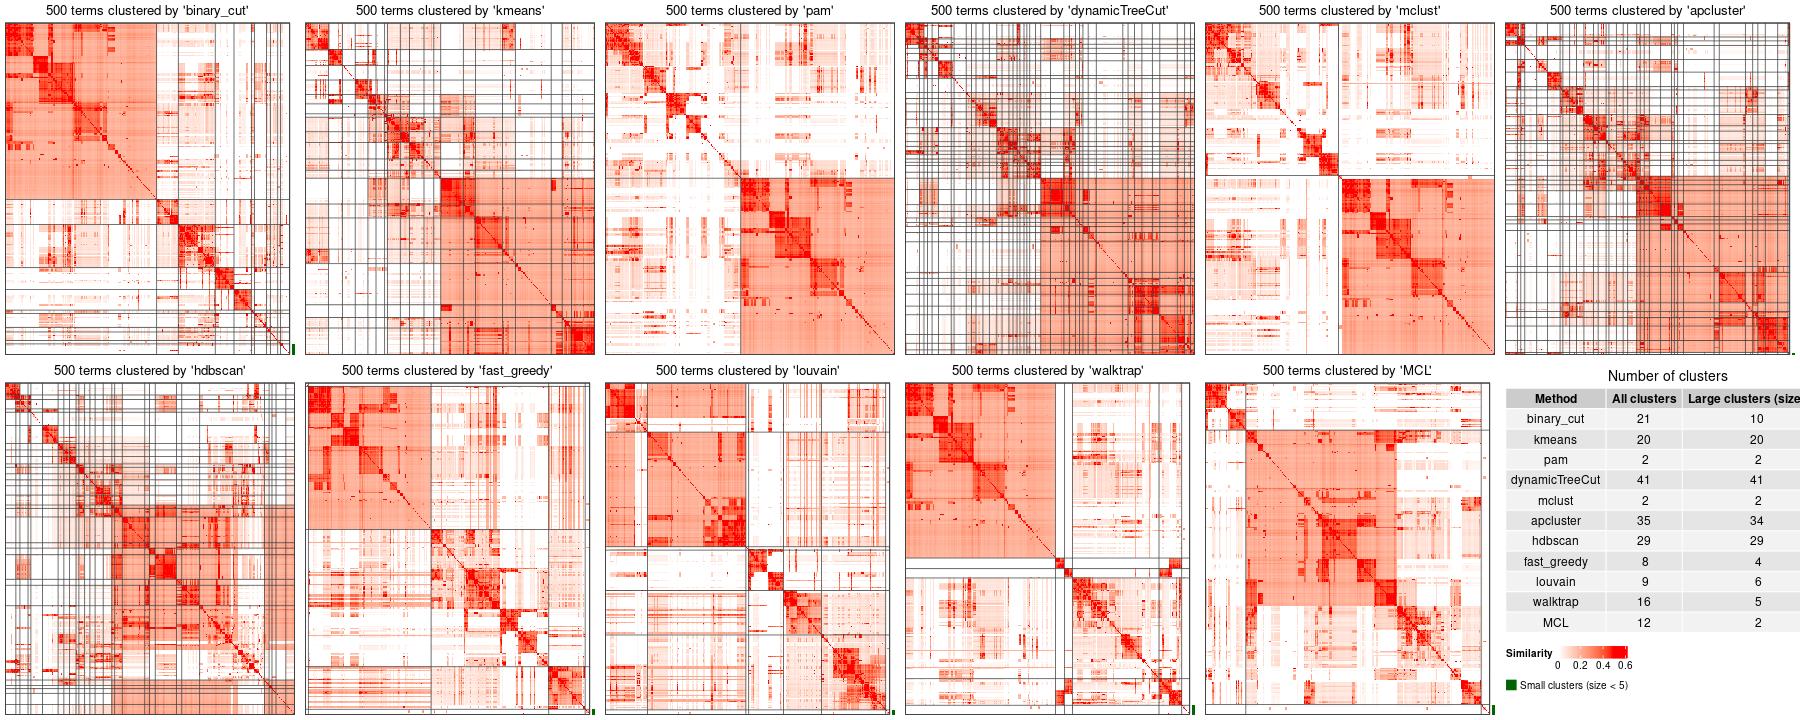 500 terms clustered by 'binary_cut'
500 terms clustered by 'kmeans'
500 terms clustered by 'pam'
500 terms clustered by 'dynamicTreeCut'
500 terms clustered by 'mclust'
500 terms clustered by 'apcluster'
500 terms clustered by 'hdbscan'
500 terms clustered by 'fast_greedy'
500 terms clustered by 'louvain'
500 terms clustered by 'walktrap'
500 terms clustered by 'MCL'
Number of clusters
Method All clusters Large clusters (size
binary_cut 21 10
kmeans 20 20
pam 2 2
dynamicTreeCut 41 41
mclust 2 2
apcluster 35 34
hdbscan 29 29
fast_greedy 8 4
louvain 9 6
walktrap 16 5
MCL 12 2
Similarity
0 0.2 0.4 0.6
Small clusters (size < 5)